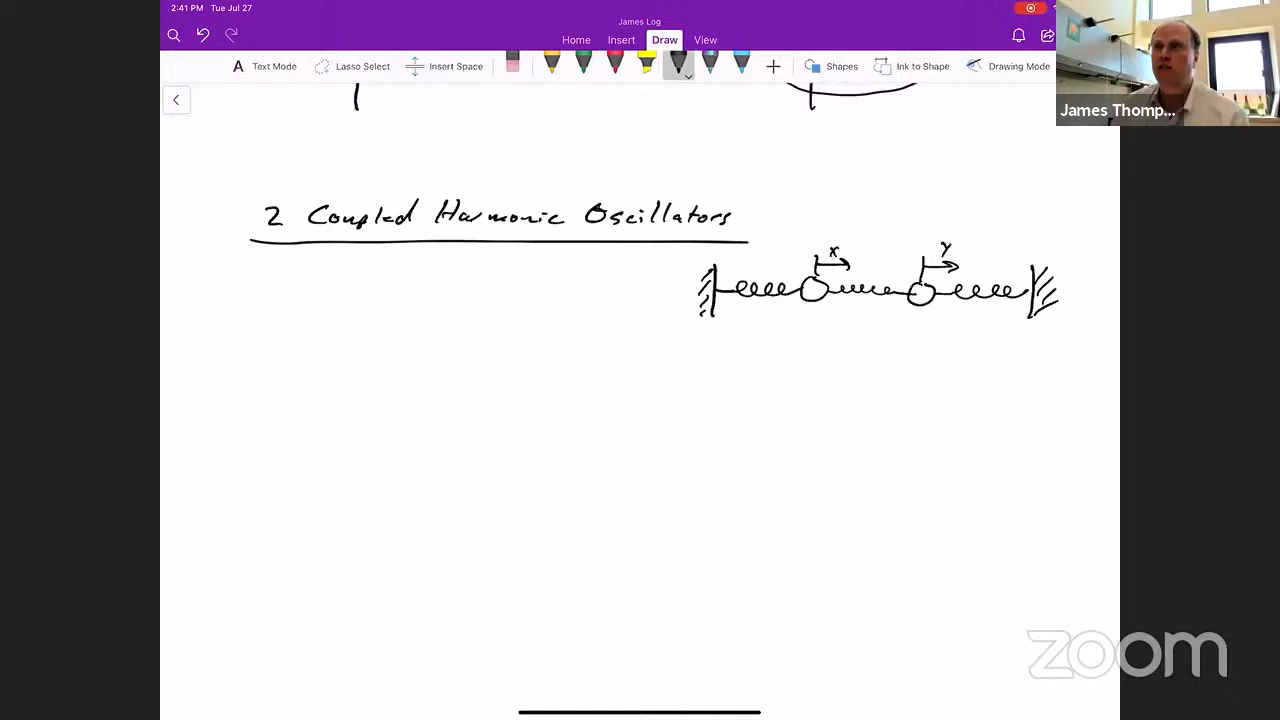 2:41 PM Tue Jul 27
James Log
Home Insert Draw View
A Text Mode Lasso Select Insert Space + Shapes Ink to Shape Drawing Mode
James Thomp...
2 Coupled Harmonic Oscillators
x y
zoom